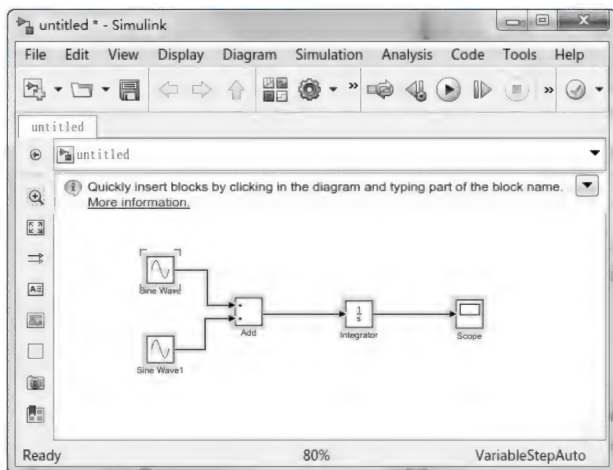 untitled * - Simulink
File Edit View Display Diagram Simulation Analysis Code Tools Help
untitled
untitled
Quickly insert blocks by clicking in the diagram and typing part of the block name.
More information.
Sine Wave
Add
1
s
Integrator
Scope
Sine Wave1
Ready 80% VariableStepAuto